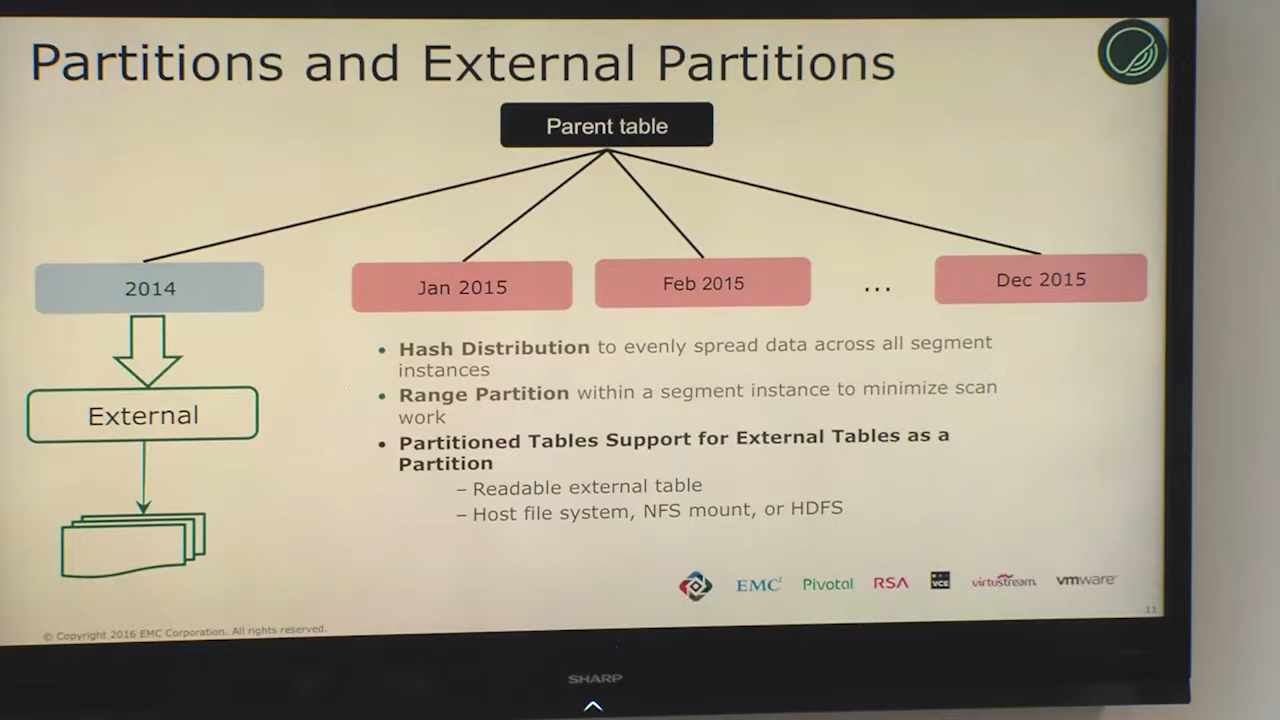 Partitions and External Partitions
Parent table
2014
Jan 2015
Feb 2015
...
Dec 2015
External
• Hash Distribution to evenly spread data across all segment
instances
• Range Partition within a segment instance to minimize scan
work
• Partitioned Tables Support for External Tables as a
Partition
– Readable external table
– Host file system, NFS mount, or HDFS
EMC²
Pivotal
RSA
VCE
virtustream.
vmware
11
© Copyright 2016 EMC Corporation. All rights reserved.
SHARP